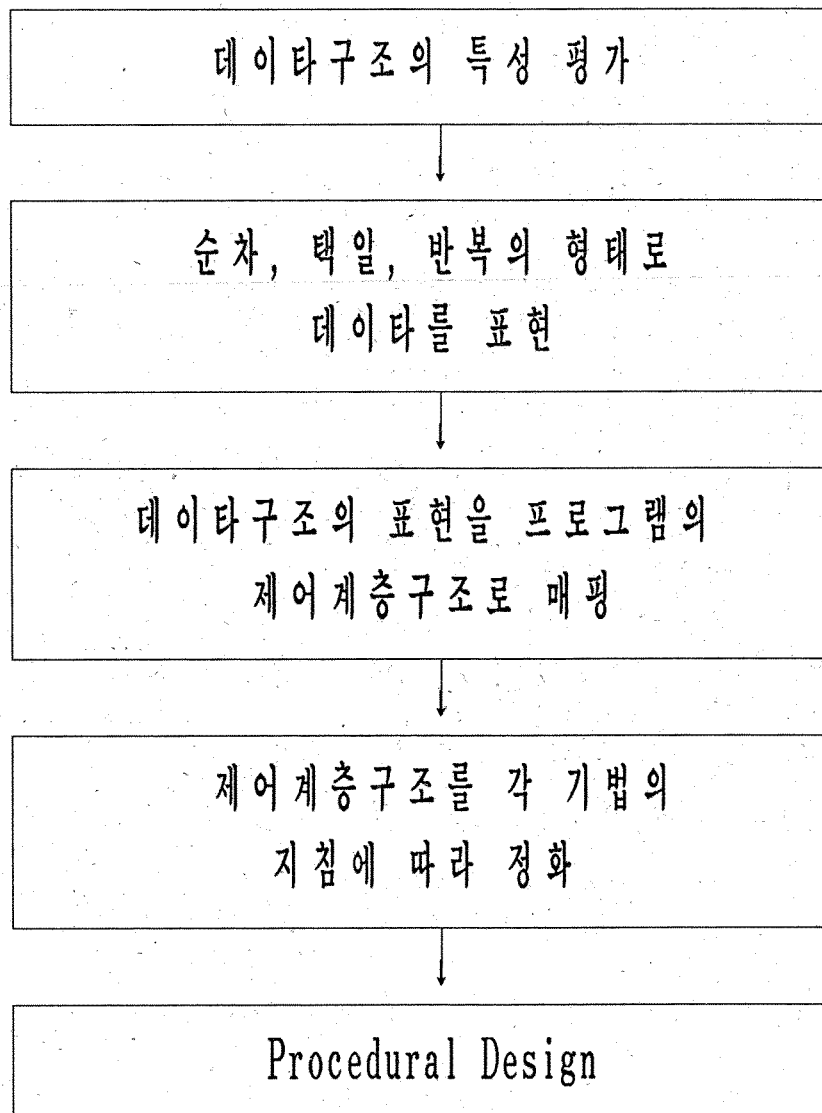 데이타구조의 특성 평가
순차, 택일, 반복의 형태로
데이타를 표현
데이타구조의 표현을 프로그램의
제어계층구조로 매핑
제어계층구조를 각 기법의
지침에 따라 정화
Procedural Design